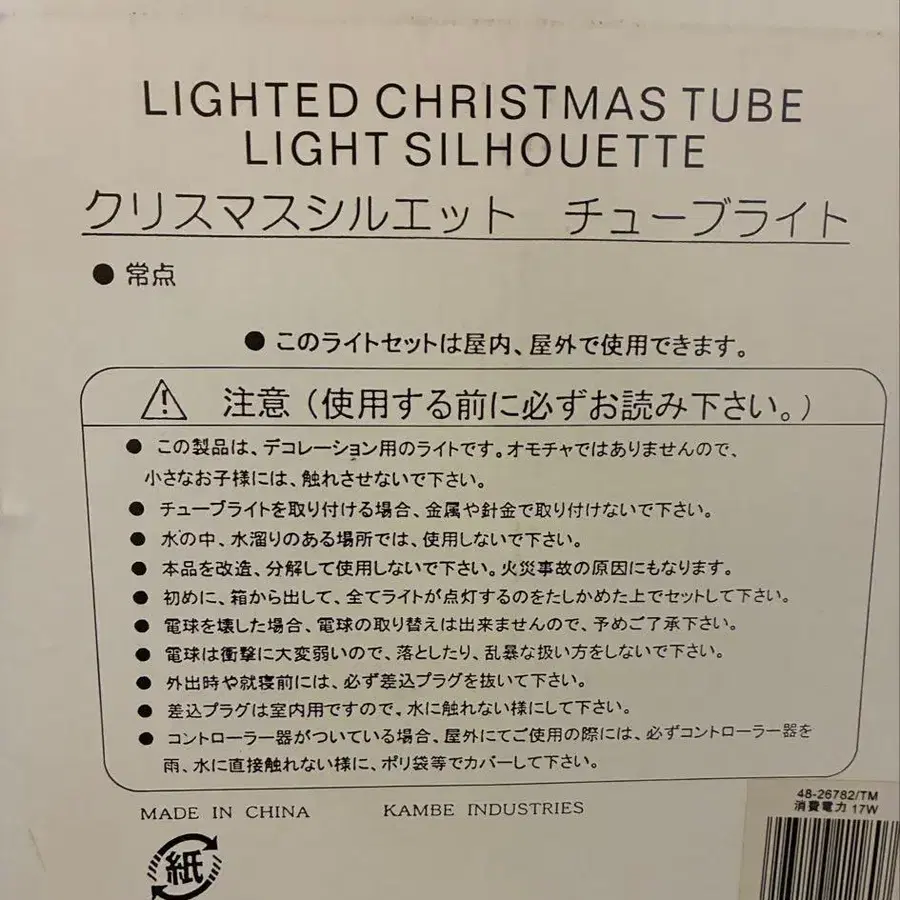 LIGHTED CHRISTMAS TUBE
LIGHT SILHOUETTE
クリスマスシルエット　チューブライト
● 常点
● このライトセットは屋内、屋外で使用できます。
⚠ 注意（使用する前に必ずお読み下さい。）
● この製品は、デコレーション用のライトです。オモチャではありませんので、
小さなお子様には、触れさせないで下さい。
● チューブライトを取り付ける場合、金属や針金で取り付けないで下さい。
● 水の中、水溜りのある場所では、使用しないで下さい。
● 本品を改造、分解して使用しないで下さい。火災事故の原因にもなります。
● 初めに、箱から出して、全てライトが点灯するのをたしかめた上でセットして下さい。
● 電球を壊した場合、電球の取り替えは出来ませんので、予めご了承下さい。
● 電球は衝撃に大変弱いので、落としたり、乱暴な扱い方をしないで下さい。
● 外出時や就寝前には、必ず差込プラグを抜いて下さい。
● 差込プラグは室内用ですので、水に触れない様にして下さい。
● コントローラー器がついている場合、屋外にてご使用の際には、必ずコントローラー器を
雨、水に直接触れない様に、ポリ袋等でカバーして下さい。
MADE IN CHINA　KAMBE INDUSTRIES
48-26782/TM
消費電力 17W
紙